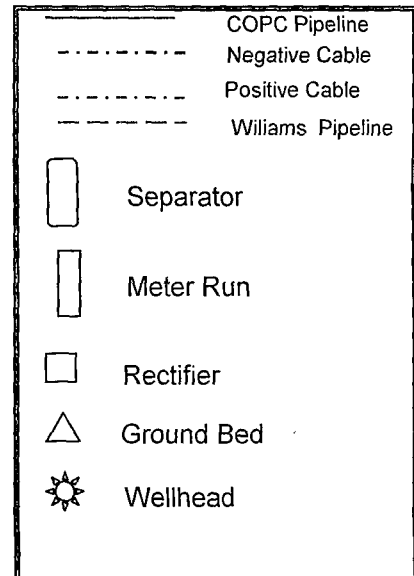 COPC Pipeline
Negative Cable
Positive Cable
Wiliams Pipeline
Separator
Meter Run
Rectifier
Ground Bed
Wellhead